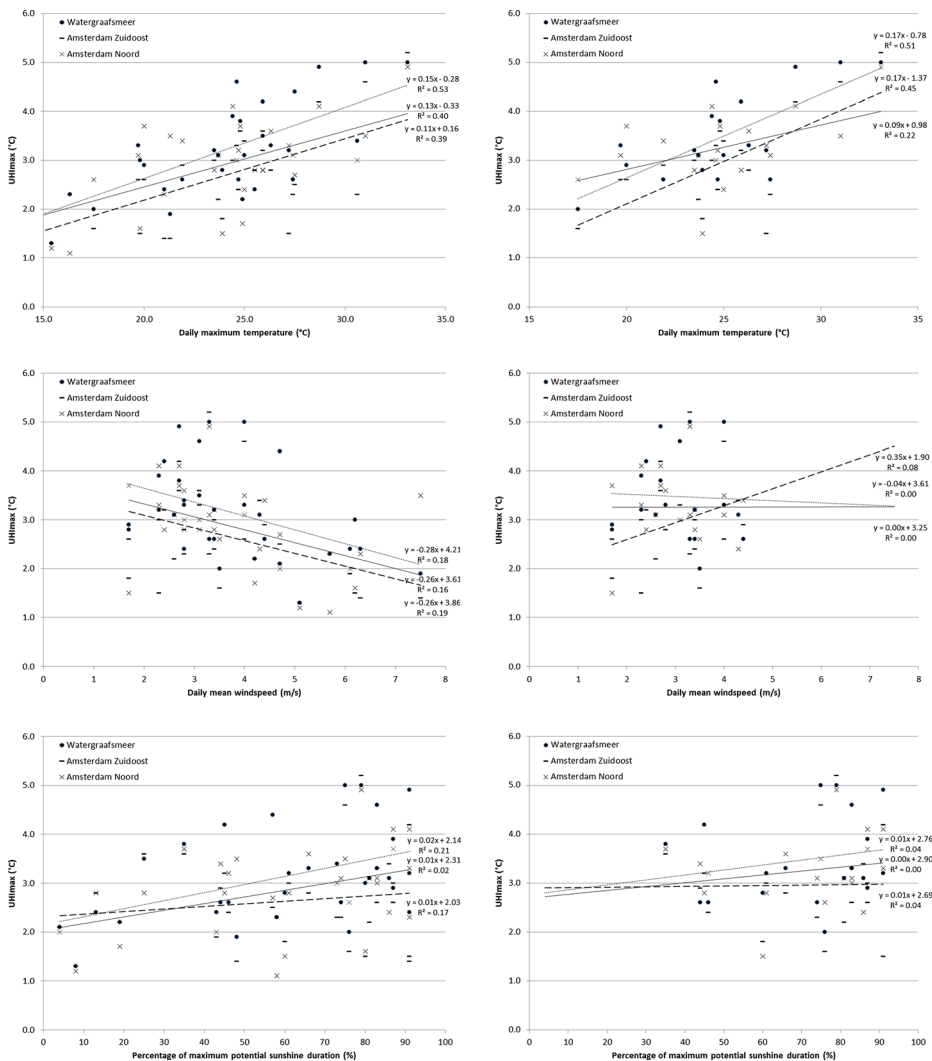 6.0
5.0
4.0
3.0
2.0
1.0
0.0
UHImax (°C)
Watergraafsmeer
Amsterdam Zuidoost
Amsterdam Noord
y = 0.15x - 0.28
R² = 0.53
y = 0.13x - 0.33
R² = 0.40
y = 0.11x + 0.16
R² = 0.39
15.0 20.0 25.0 30.0 35.0
Daily maximum temperature (°C)
6.0
5.0
4.0
3.0
2.0
1.0
0.0
Watergraafsmeer
Amsterdam Zuidoost
Amsterdam Noord
y = 0.17x - 0.78
R² = 0.51
y = 0.17x - 1.37
R² = 0.45
y = 0.09x + 0.98
R² = 0.22
15 20 25 30 35
Daily maximum temperature (°C)
6.0
5.0
4.0
3.0
2.0
1.0
0.0
UHImax (°C)
Watergraafsmeer
Amsterdam Zuidoost
Amsterdam Noord
y = -0.28x + 4.21
R² = 0.18
y = -0.26x + 3.61
R² = 0.16
y = -0.26x + 3.86
R² = 0.19
0 1 2 3 4 5 6 7 8
Daily mean windspeed (m/s)
6.0
5.0
4.0
3.0
2.0
1.0
0.0
UHImax (°C)
Watergraafsmeer
Amsterdam Zuidoost
Amsterdam Noord
y = 0.35x + 1.90
R² = 0.08
y = -0.04x + 3.61
R² = 0.00
y = 0.00x + 3.25
R² = 0.00
0 1 2 3 4 5 6 7 8
Daily mean windspeed (m/s)
6.0
5.0
4.0
3.0
2.0
1.0
0.0
UHImax (°C)
Watergraafsmeer
Amsterdam Zuidoost
Amsterdam Noord
y = 0.02x + 2.14
R² = 0.21
y = 0.01x + 2.31
R² = 0.02
y = 0.01x + 2.03
R² = 0.17
0 10 20 30 40 50 60 70 80 90 100
Percentage of maximum potential sunshine duration (%)
6.0
5.0
4.0
3.0
2.0
1.0
0.0
UHImax (°C)
Watergraafsmeer
Amsterdam Zuidoost
Amsterdam Noord
y = 0.01x + 2.76
R² = 0.04
y = 0.00x + 2.90
R² = 0.00
y = 0.01x + 2.69
R² = 0.04
0 10 20 30 40 50 60 70 80 90 100
Percentage of maximum potential sunshine duration (%)